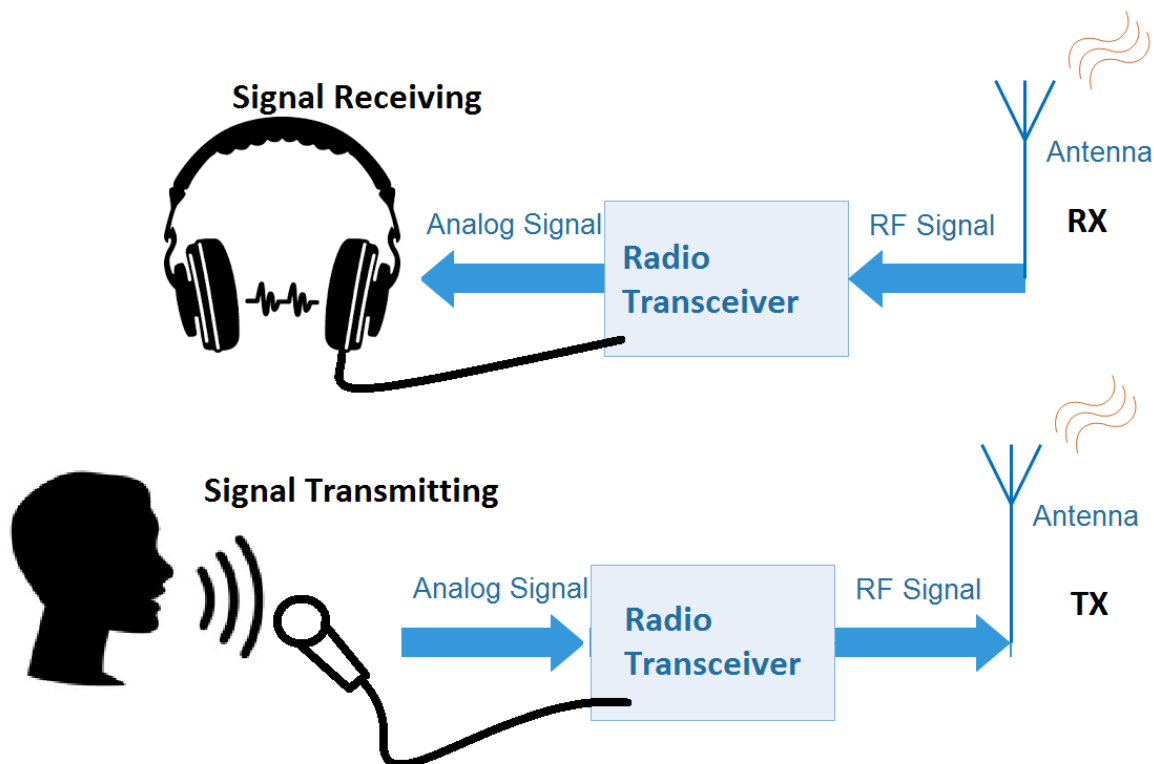 Signal Receiving
Antenna
RX
Analog Signal
RF Signal
Radio
Transceiver
Signal Transmitting
Antenna
TX
Analog Signal
RF Signal
Radio
Transceiver